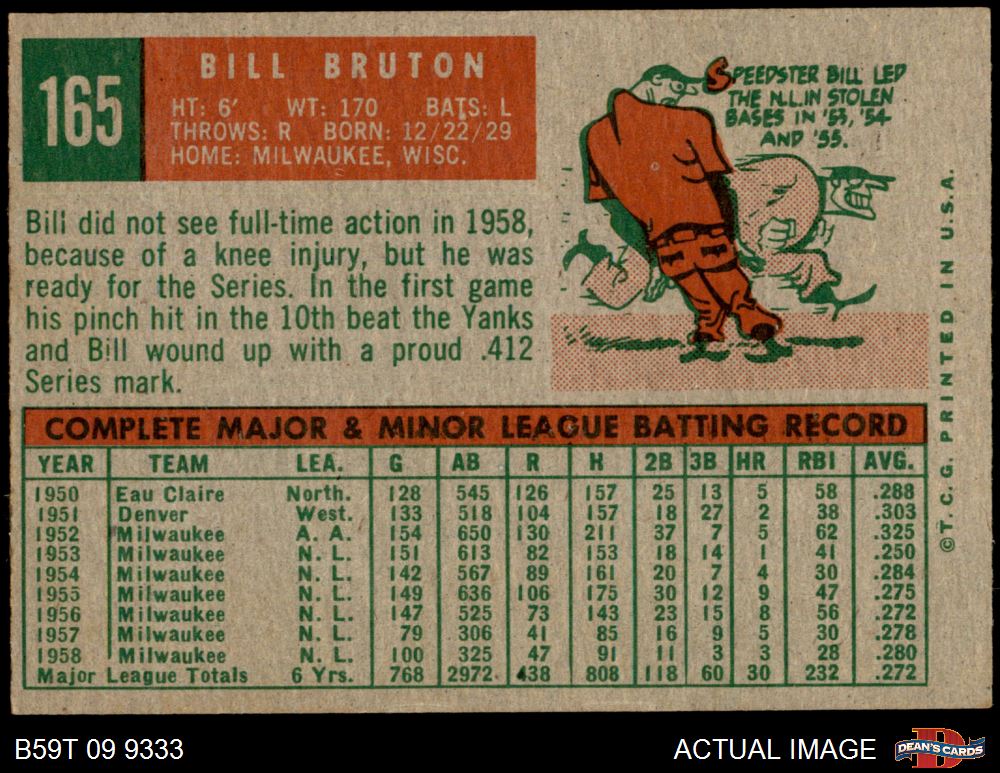 165
BILL BRUTON
HT: 6' WT: 170 BATS: L
THROWS: R BORN: 12/22/29
HOME: MILWAUKEE, WISC.
SPEEDSTER BILL LED
THE N.L. IN STOLEN
BASES IN '53, '54
AND '55.
Bill did not see full-time action in 1958,
because of a knee injury, but he was
ready for the Series. In the first game
his pinch hit in the 10th beat the Yanks
and Bill wound up with a proud .412
Series mark.
COMPLETE MAJOR & MINOR LEAGUE BATTING RECORD
YEAR TEAM LEA. G AB R H 2B 3B HR RBI AVG.
1950 Eau Claire North. 128 545 126 157 25 13 5 58 .288
1951 Denver West. 133 518 104 157 18 27 2 38 .303
1952 Milwaukee A. A. 154 650 130 211 37 7 5 62 .325
1953 Milwaukee N. L. 151 613 82 153 18 14 1 41 .250
1954 Milwaukee N. L. 142 567 89 161 20 7 4 30 .284
1955 Milwaukee N. L. 149 636 106 175 30 12 9 47 .275
1956 Milwaukee N. L. 147 525 73 143 23 15 8 56 .272
1957 Milwaukee N. L. 79 306 41 85 16 9 5 30 .278
1958 Milwaukee N. L. 100 325 47 91 11 3 3 28 .280
Major League Totals 6 Yrs. 768 2972 438 808 118 60 30 232 .272
© T. C. G. PRINTED IN U.S.A.
B59T 09 9333
ACTUAL IMAGE
DEAN'S CARDS